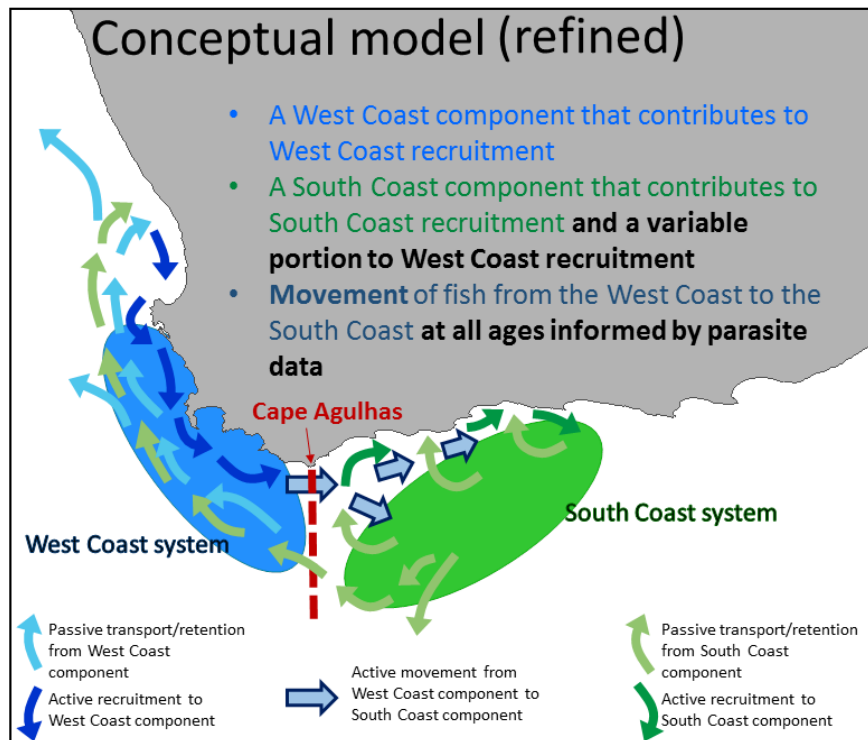 Conceptual model (refined)
• A West Coast component that contributes to
West Coast recruitment
• A South Coast component that contributes to
South Coast recruitment and a variable
portion to West Coast recruitment
• Movement of fish from the West Coast to the
South Coast at all ages informed by parasite
data
Cape Agulhas
West Coast system
South Coast system
Passive transport/retention
from West Coast
component
Active recruitment to
West Coast component
Active movement from
West Coast component to
South Coast component
Passive transport/retention
from South Coast
component
Active recruitment to
South Coast component